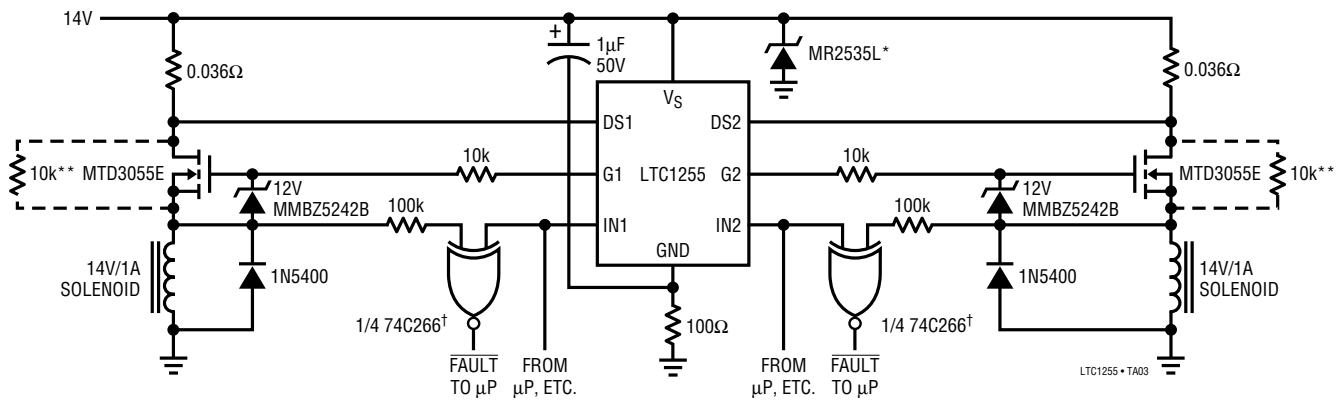 14V
0.036Ω
+
1µF
50V
MR2535L*
0.036Ω
VS
DS1
DS2
10k**
MTD3055E
10k
G1
LTC1255
G2
10k
MTD3055E
10k**
12V
MMBZ5242B
12V
MMBZ5242B
100k
IN1
IN2
100k
GND
14V/1A
SOLENOID
1N5400
1N5400
14V/1A
SOLENOID
1/4 74C266†
100Ω
1/4 74C266†
FAULT
TO µP
FROM
µP, ETC.
FROM
µP, ETC.
FAULT
TO µP
LTC1255 • TA03